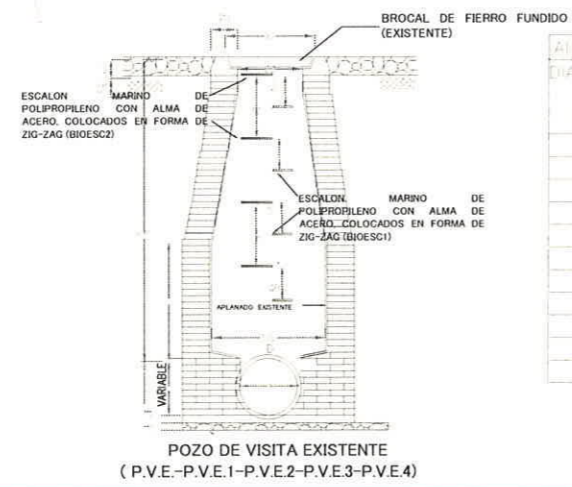 BROCAL DE FIERRO FUNDIDO
(EXISTENTE)
ESCALON MARINO DE
POLIPROPILENO CON ALMA DE
ACERO, COLOCADOS EN FORMA DE
ZIG-ZAG (BIOESC2)
ESCALON. MARINO DE
POLIPROPILENO CON ALMA DE
ACERO, COLOCADOS EN FORMA DE
ZIG-ZAG (BIOESC1)
APLANADO EXISTENTE
D
VARIABLE
POZO DE VISITA EXISTENTE
( P.V.E.-P.V.E.1-P.V.E.2-P.V.E.3-P.V.E.4)